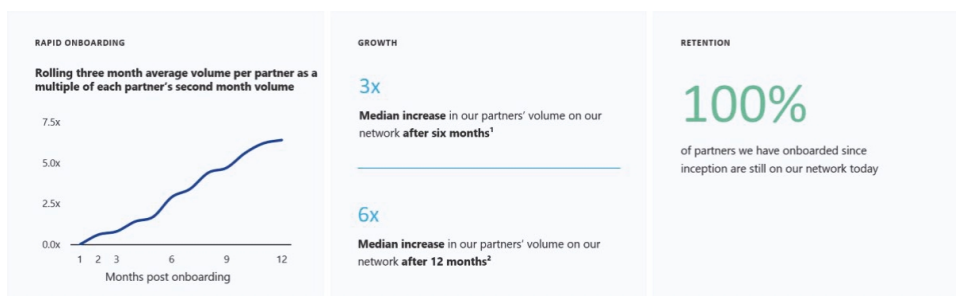 RAPID ONBOARDING
Rolling three month average volume per partner as a
multiple of each partner's second month volume
7.5x
5.0x
2.5x
0.0x
1 2 3 6 9 12
Months post onboarding
GROWTH
3x
Median increase in our partners' volume on our
network after six months¹
6x
Median increase in our partners' volume on our
network after 12 months²
RETENTION
100%
of partners we have onboarded since
inception are still on our network today